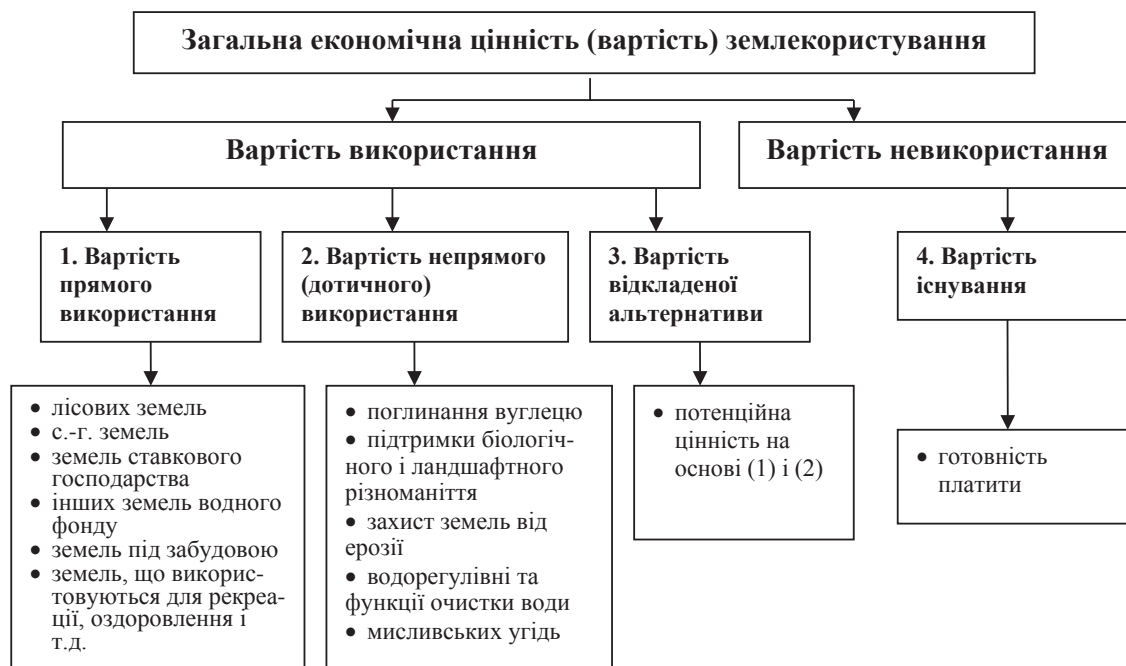 Загальна економічна цінність (вартість) землекористування
Вартість використання
Вартість невикористання
1. Вартість
прямого
використання
2. Вартість непрямого
(дотичного)
використання
3. Вартість
відкладеної
альтернативи
4. Вартість
існування
• лісових земель
• с.-г. земель
• земель ставкового
господарства
• інших земель водного
фонду
• земель під забудовою
• земель, що викорис-
товуються для рекреа-
ції, оздоровлення і
т.д.
• поглинання вуглецю
• підтримки біологіч-
ного і ландшафтного
різноманіття
• захист земель від
ерозії
• водорегулівні та
функції очистки води
• мисливських угідь
• потенційна
цінність на
основі (1) і (2)
• готовність
платити